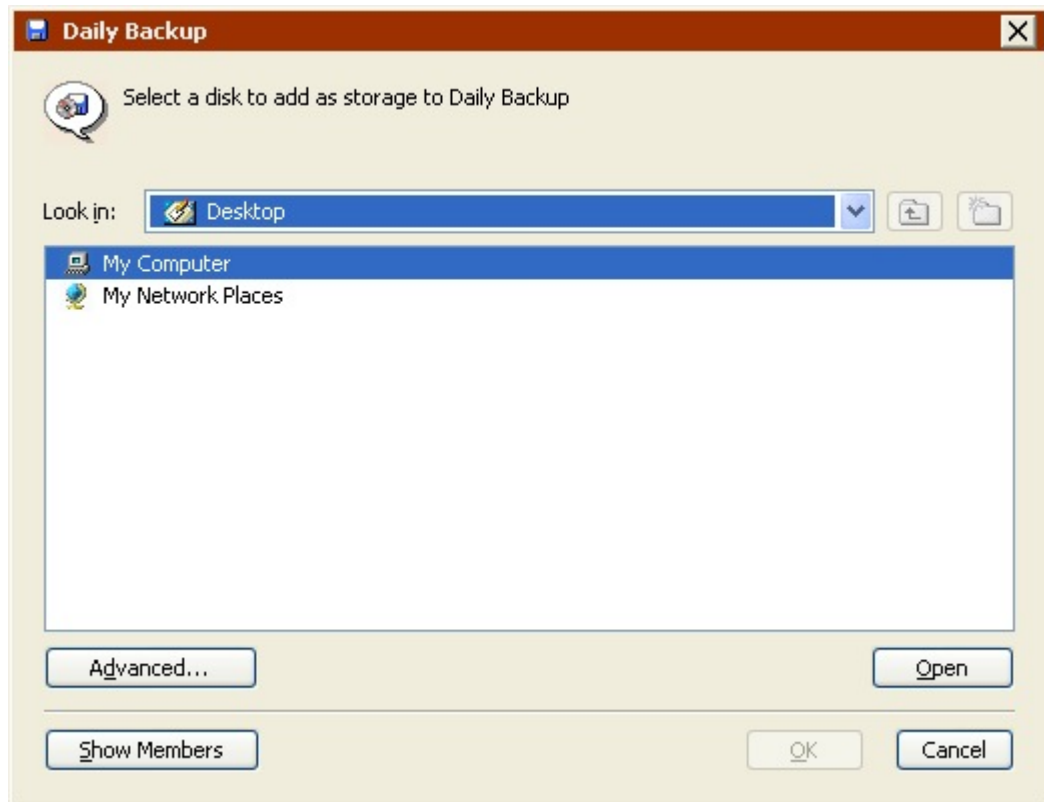 Daily Backup
Select a disk to add as storage to Daily Backup
Look in: Desktop
My Computer
My Network Places
Advanced... Open
Show Members OK Cancel